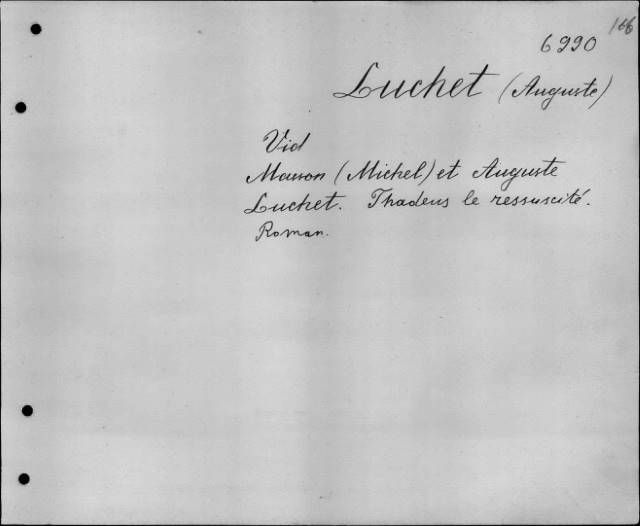 166
6990
Luchet (Auguste)
Vid
Masson (Michel) et Auguste
Luchet. Thadeus le ressuscité.
Roman.